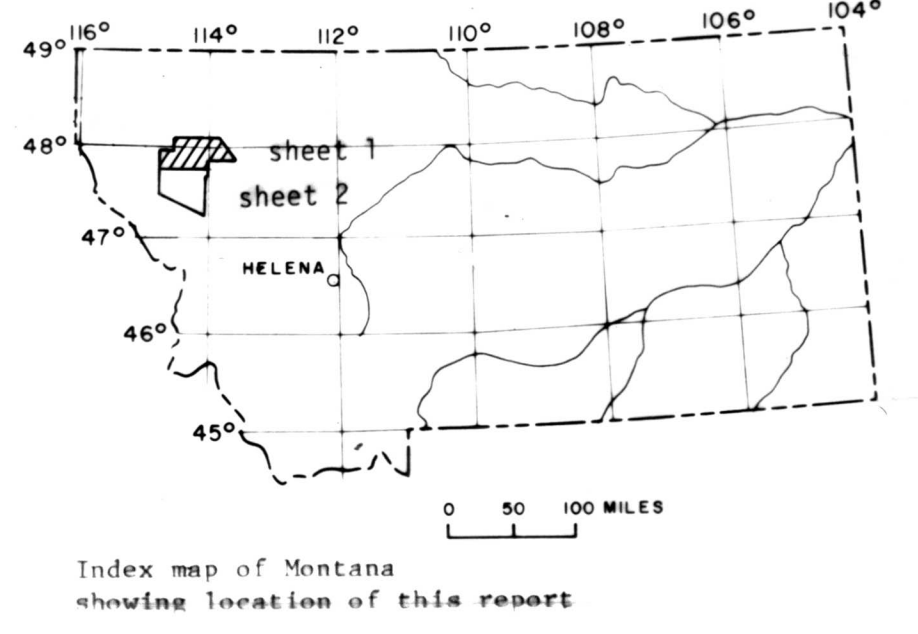 116° 114° 112° 110° 108° 106° 104°
49°
48°
sheet 1
sheet 2
47°
HELENA
46°
45°
0 50 100 MILES
Index map of Montana
showing location of this report